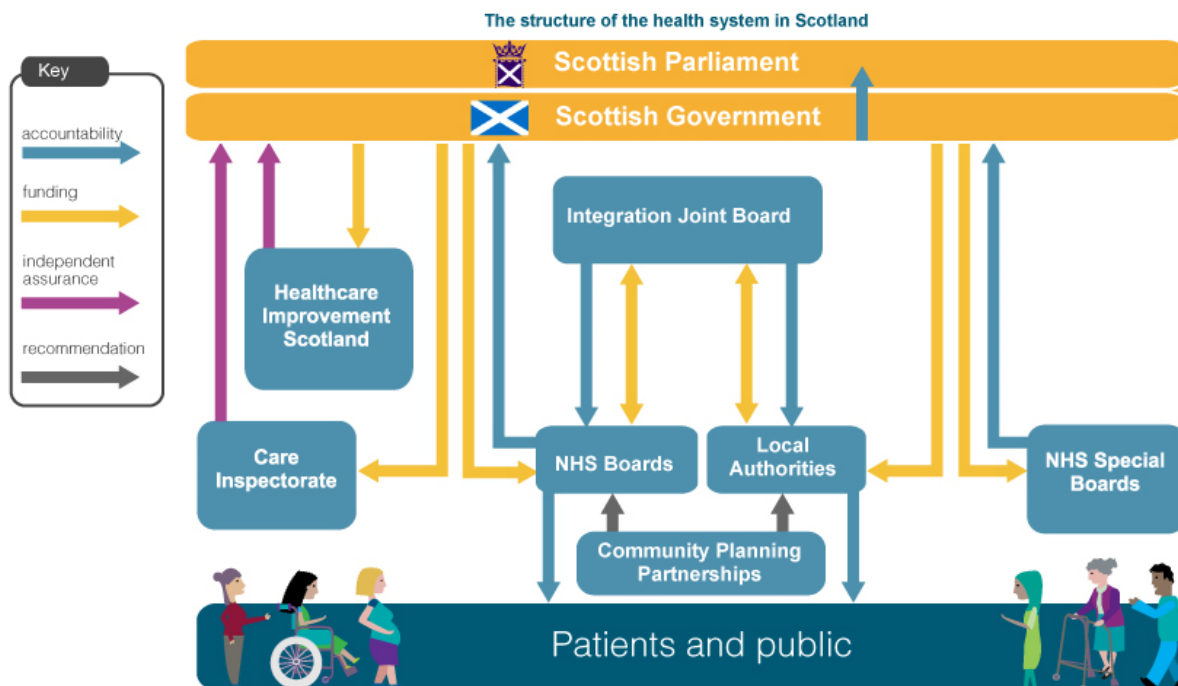 The structure of the health system in Scotland
Key
accountability
funding
independent
assurance
recommendation
Scottish Parliament
Scottish Government
Integration Joint Board
Healthcare
Improvement
Scotland
Care
Inspectorate
NHS Boards
Local
Authorities
NHS Special
Boards
Community Planning
Partnerships
Patients and public